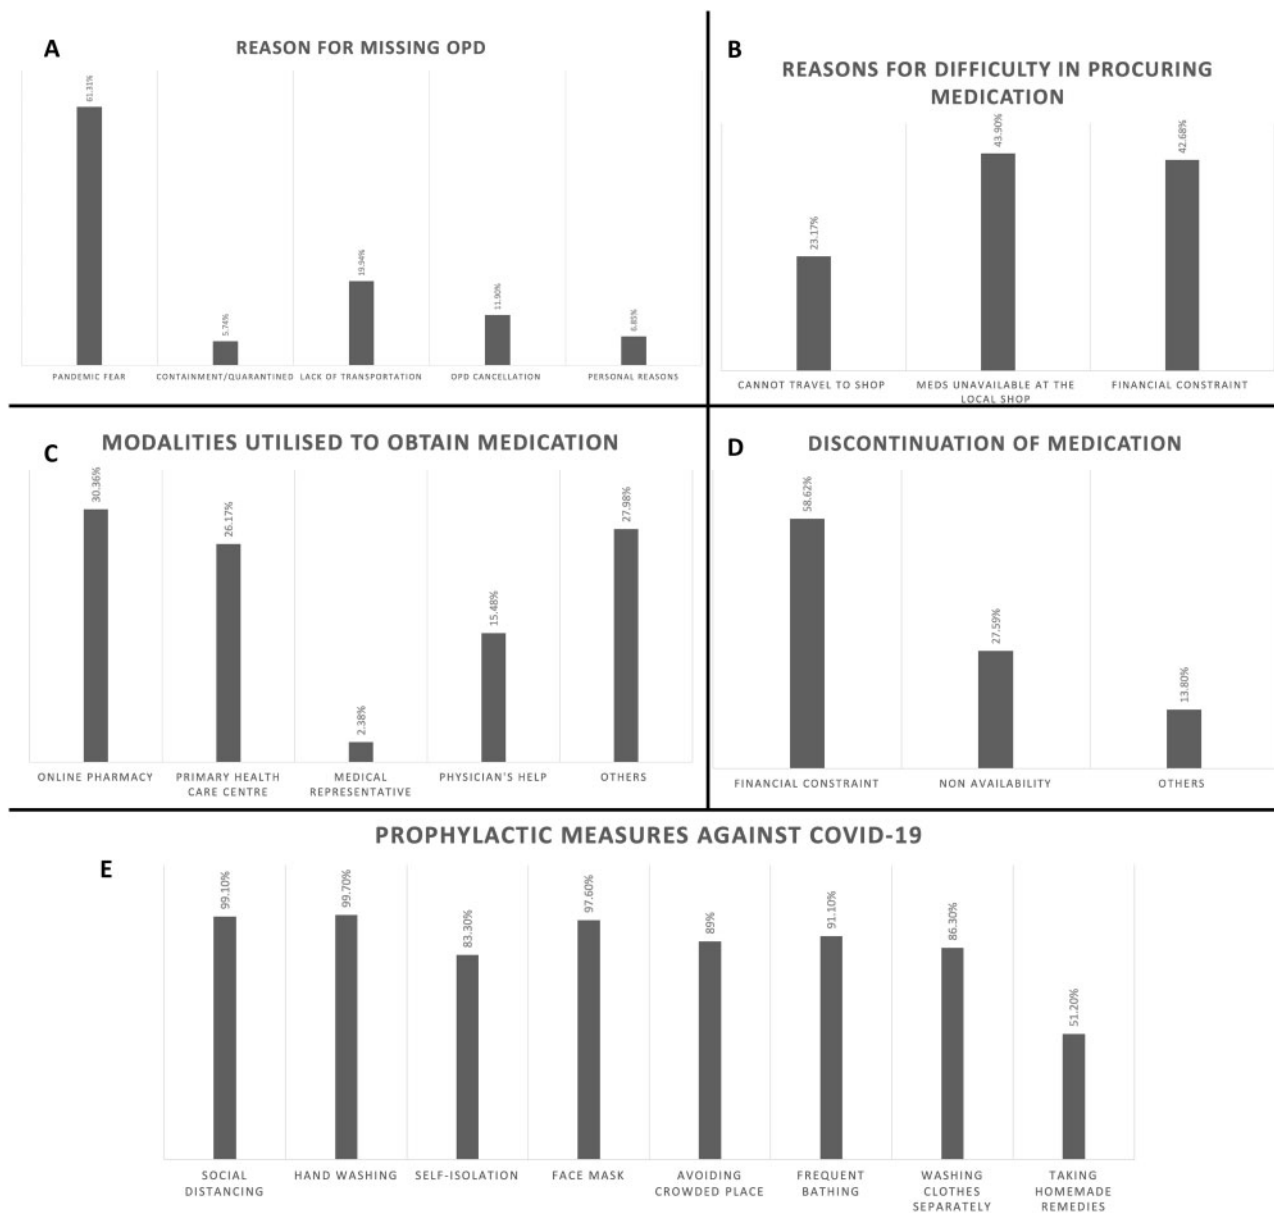 A
REASON FOR MISSING OPD
61.31%
5.74%
19.94%
11.90%
6.85%
PANDEMIC FEAR
CONTAINMENT/QUARANTINED
LACK OF TRANSPORTATION
OPD CANCELLATION
PERSONAL REASONS
B
REASONS FOR DIFFICULTY IN PROCURING
MEDICATION
23.17%
43.90%
42.68%
CANNOT TRAVEL TO SHOP
MEDS UNAVAILABLE AT THE
LOCAL SHOP
FINANCIAL CONSTRAINT
C
MODALITIES UTILISED TO OBTAIN MEDICATION
30.36%
26.17%
2.38%
15.48%
27.98%
ONLINE PHARMACY
PRIMARY HEALTH
CARE CENTRE
MEDICAL
REPRESENTATIVE
PHYSICIAN'S HELP
OTHERS
D
DISCONTINUATION OF MEDICATION
58.62%
27.59%
13.80%
FINANCIAL CONSTRAINT
NON AVAILABILITY
OTHERS
PROPHYLACTIC MEASURES AGAINST COVID-19
E
99.10%
99.70%
83.30%
97.60%
89%
91.10%
86.30%
51.20%
SOCIAL
DISTANCING
HAND WASHING
SELF-ISOLATION
FACE MASK
AVOIDING
CROWDED PLACE
FREQUENT
BATHING
WASHING
CLOTHES
SEPARATELY
TAKING
HOMEMADE
REMEDIES